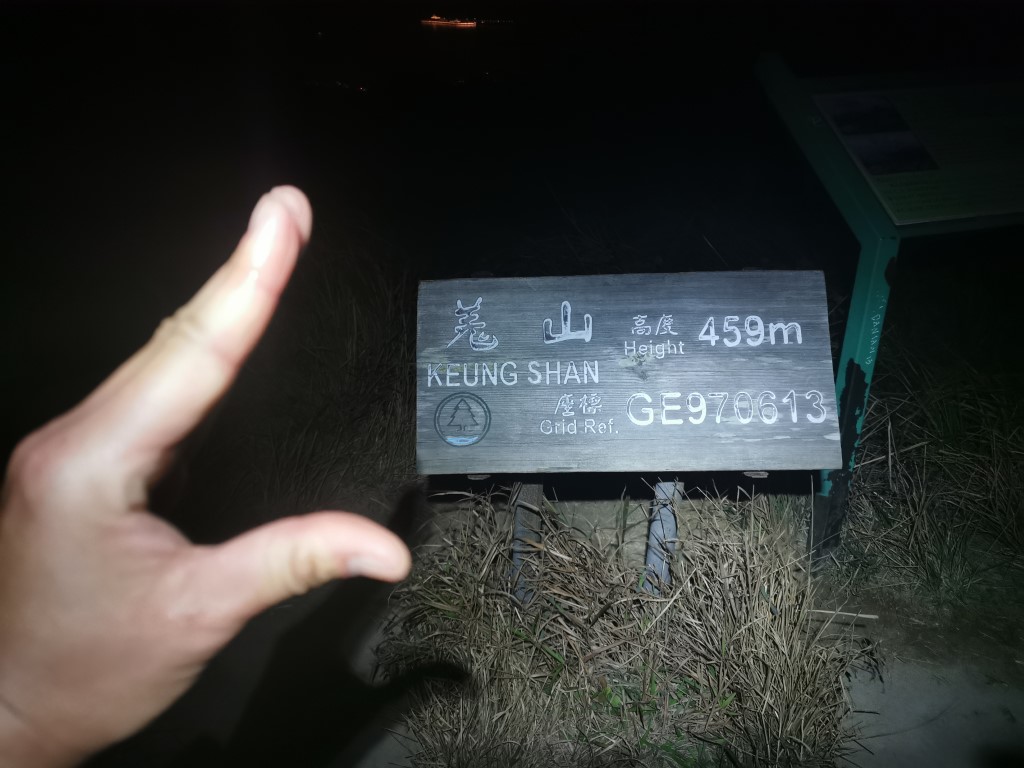 羗山 高度 459m
Height
KEUNG SHAN
座標 GE970613
Grid Ref.